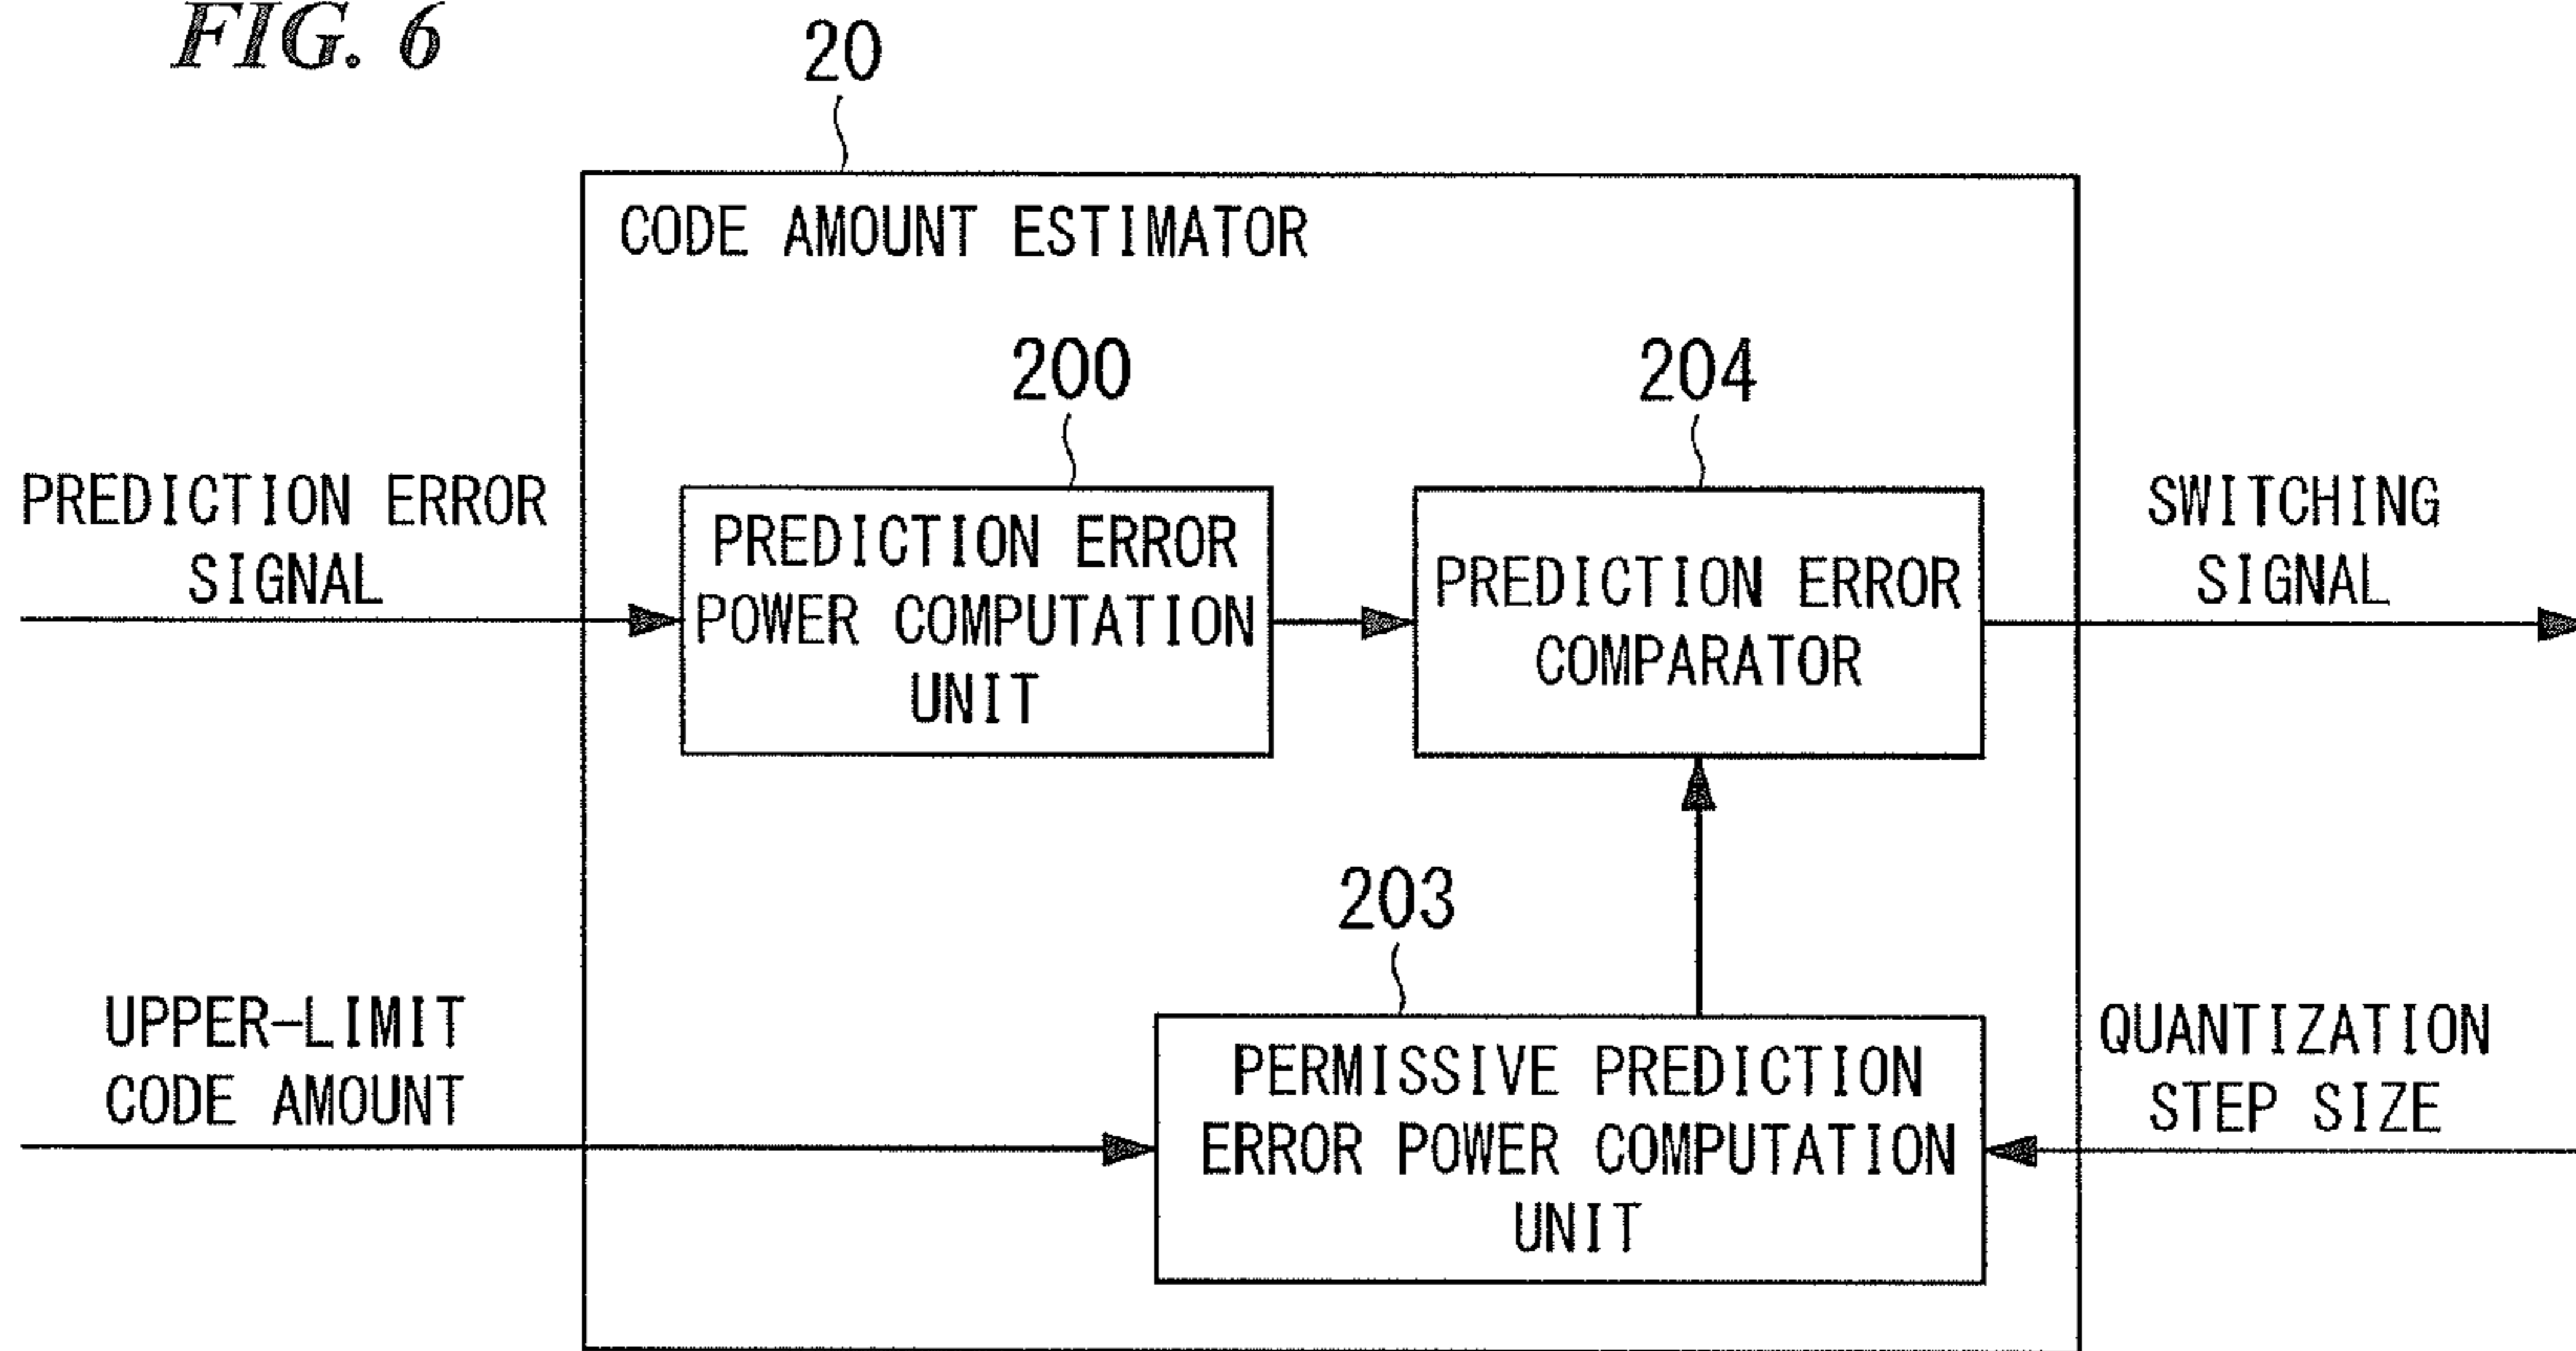 FIG. 6
20
CODE AMOUNT ESTIMATOR
200
204
PREDICTION ERROR
SIGNAL
PREDICTION ERROR
POWER COMPUTATION
UNIT
PREDICTION ERROR
COMPARATOR
SWITCHING
SIGNAL
203
UPPER-LIMIT
CODE AMOUNT
PERMISSIVE PREDICTION
ERROR POWER COMPUTATION
UNIT
QUANTIZATION
STEP SIZE